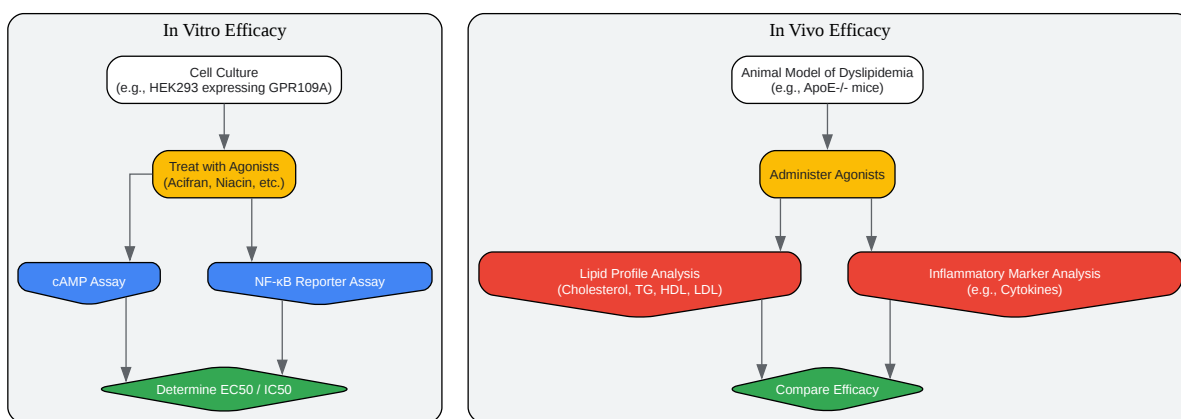 In Vitro Efficacy
Cell Culture
(e.g., HEK293 expressing GPR109A)
Treat with Agonists
(Acifran, Niacin, etc.)
cAMP Assay
NF-κB Reporter Assay
Determine EC50 / IC50
In Vivo Efficacy
Animal Model of Dyslipidemia
(e.g., ApoE-/- mice)
Administer Agonists
Lipid Profile Analysis
(Cholesterol, TG, HDL, LDL)
Inflammatory Marker Analysis
(e.g., Cytokines)
Compare Efficacy